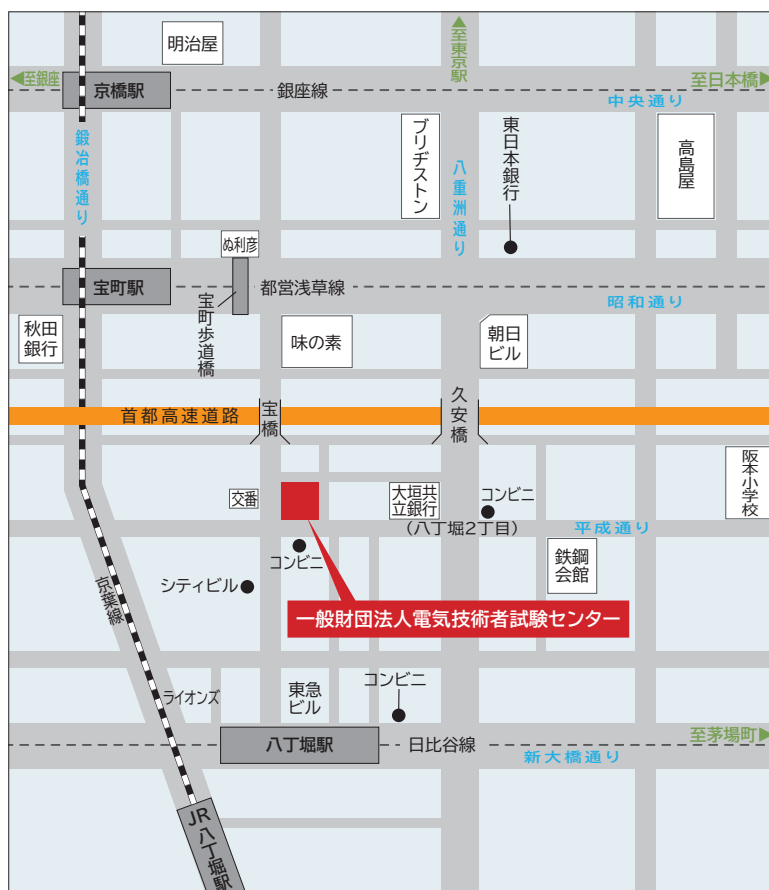 明治屋
▲至東京駅
◀至銀座
京橋駅
銀座線
至日本橋▶
中央通り
鍛冶橋通り
ブリヂストン
八重洲通り
東日本銀行
高島屋
ぬ利彦
宝町駅
都営浅草線
昭和通り
宝町歩道橋
秋田
銀行
味の素
朝日
ビル
首都高速道路
宝橋
久安橋
阪本小学校
交番
大垣共
立銀行
コンビニ
(八丁堀2丁目)
平成通り
コンビニ
鉄鋼
会館
シティビル
京葉線
一般財団法人電気技術者試験センター
ライオンズ
東急
ビル
コンビニ
八丁堀駅
日比谷線
至茅場町▶
新大橋通り
JR八丁堀駅